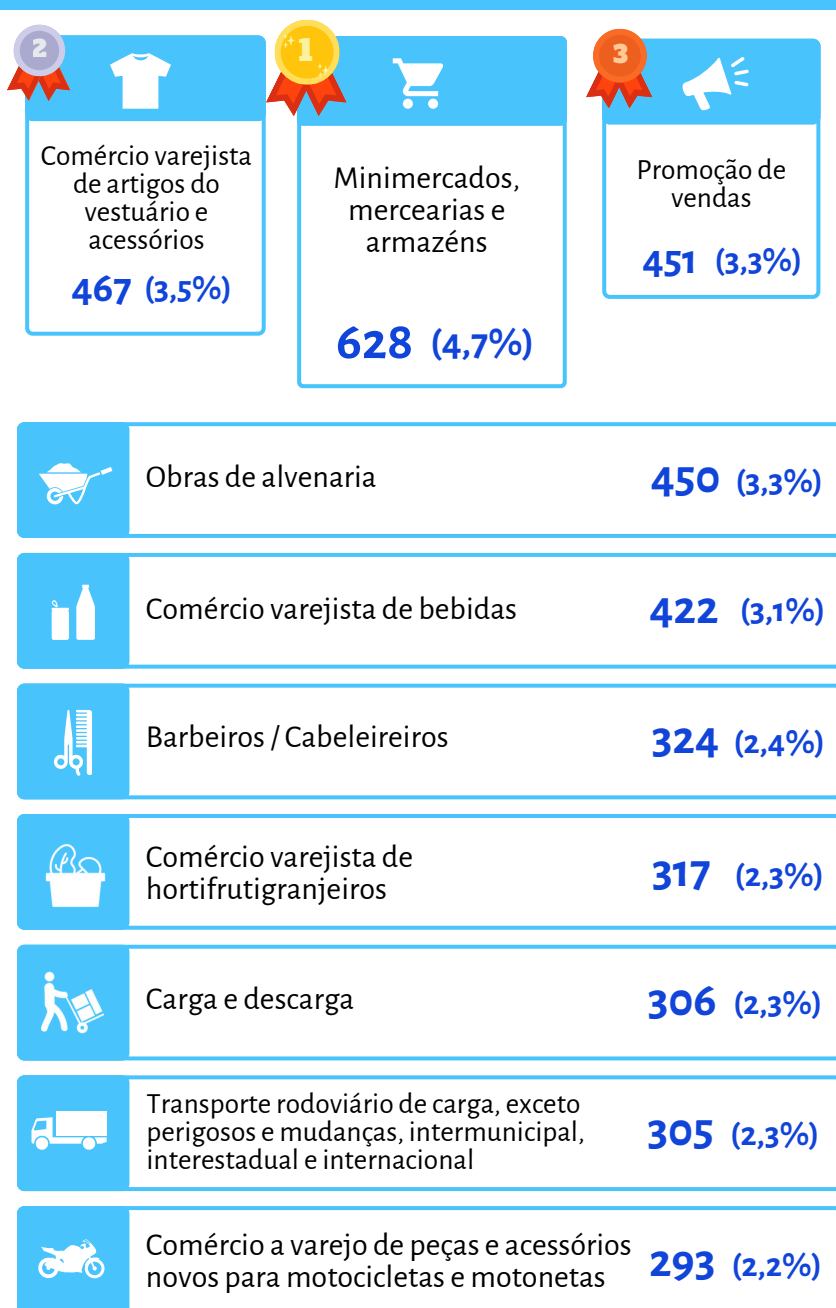 2
Comércio varejista
de artigos do
vestuário e
acessórios
467 (3,5%)
1
Minimercados,
mercearias e
armazéns
628 (4,7%)
3
Promoção de
vendas
451 (3,3%)
Obras de alvenaria
450 (3,3%)
Comércio varejista de bebidas
422 (3,1%)
Barbeiros / Cabeleireiros
324 (2,4%)
Comércio varejista de
hortifrutigranjeiros
317 (2,3%)
Carga e descarga
306 (2,3%)
Transporte rodoviário de carga, exceto
perigosos e mudanças, intermunicipal,
interestadual e internacional
305 (2,3%)
Comércio a varejo de peças e acessórios
novos para motocicletas e motonetas
293 (2,2%)